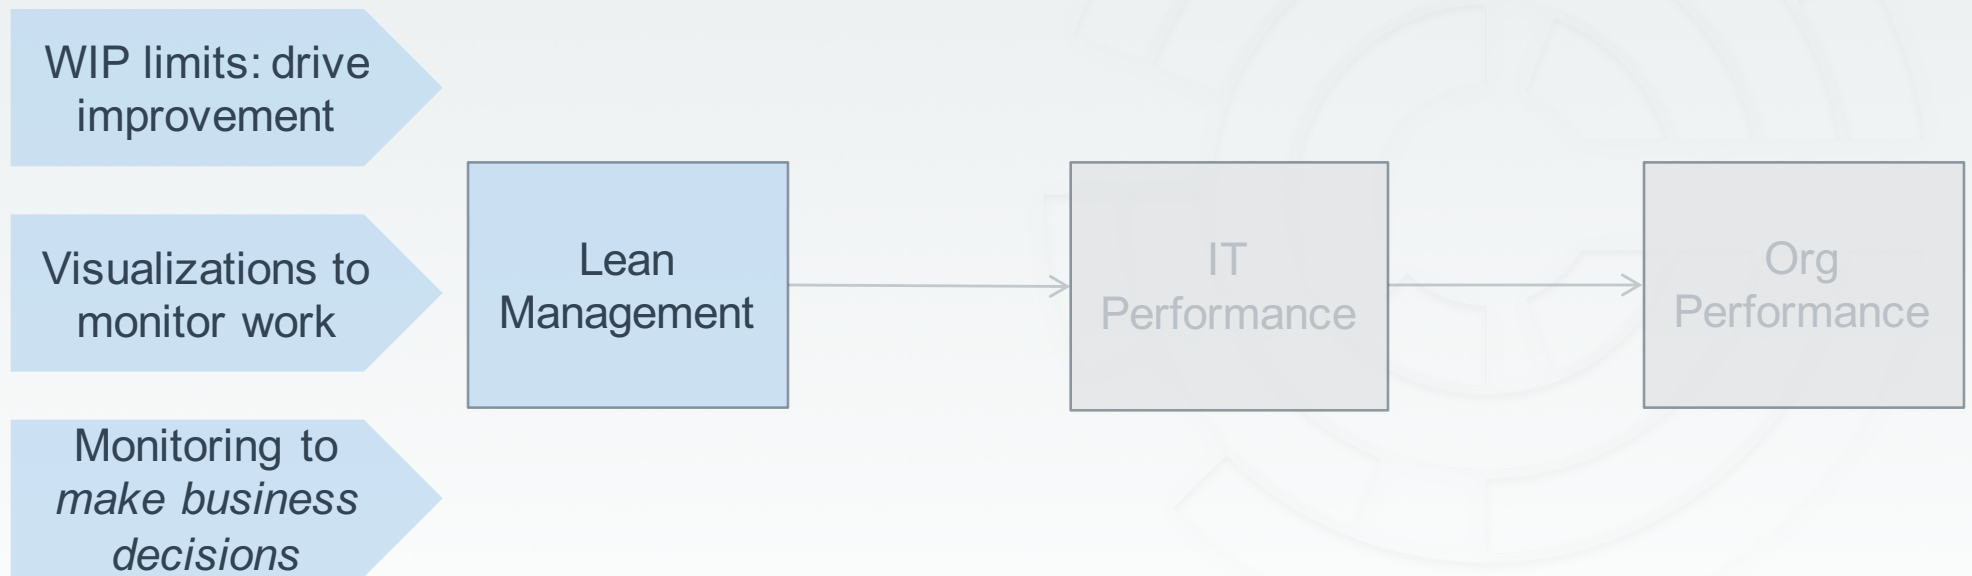 WIP limits: drive
improvement
Visualizations to
monitor work
Monitoring to
make business
decisions
Lean
Management
IT
Performance
Org
Performance